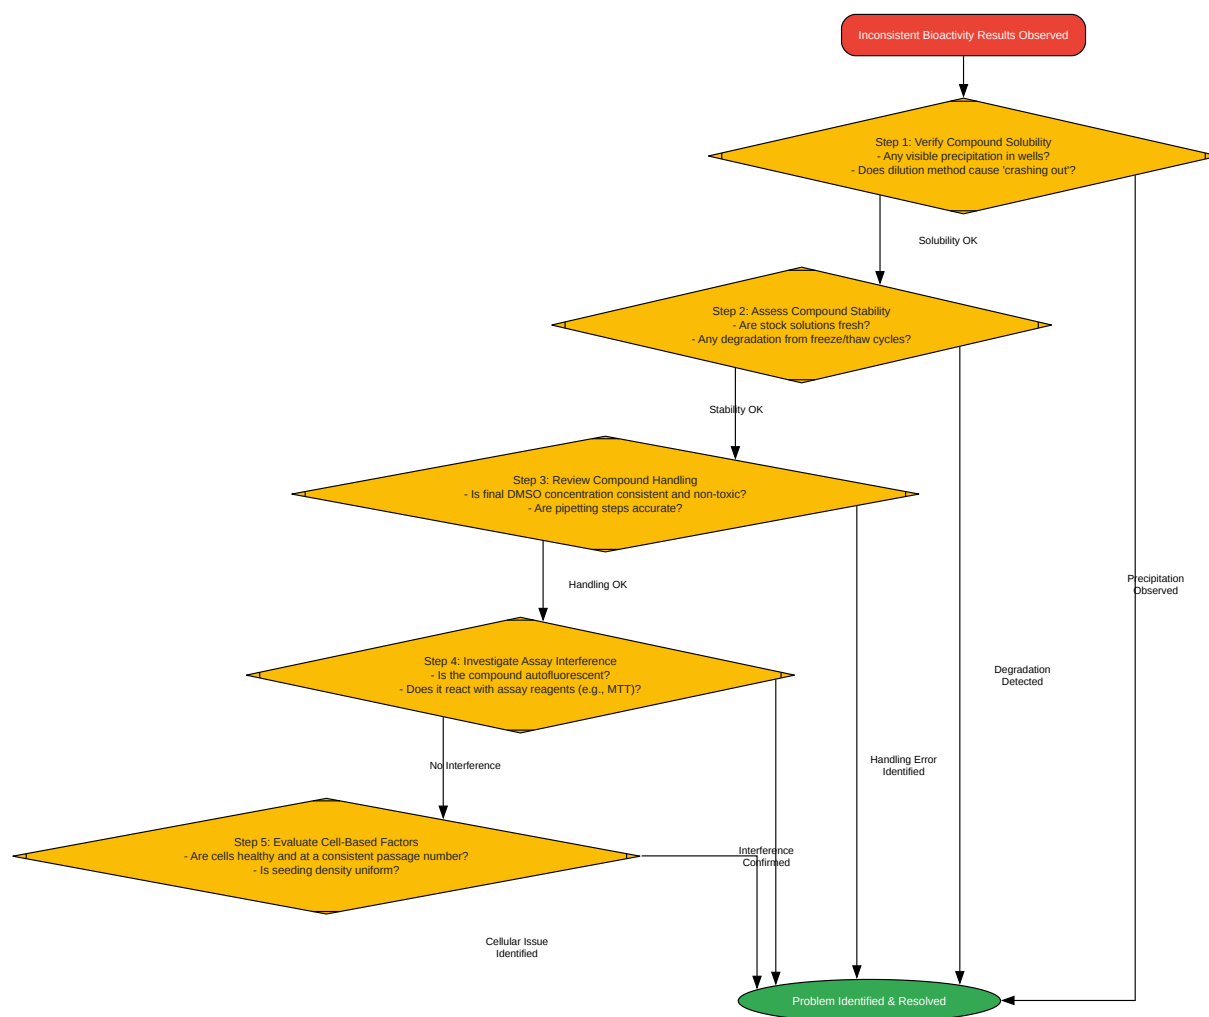 Inconsistent Bioactivity Results Observed
Step 1: Verify Compound Solubility
- Any visible precipitation in wells?
- Does dilution method cause 'crashing out'?
Solubility OK
Step 2: Assess Compound Stability
- Are stock solutions fresh?
- Any degradation from freeze/thaw cycles?
Stability OK
Step 3: Review Compound Handling
- Is final DMSO concentration consistent and non-toxic?
- Are pipetting steps accurate?
Handling OK
Precipitation
Observed
Step 4: Investigate Assay Interference
- Is the compound autofluorescent?
- Does it react with assay reagents (e.g., MTT)?
Degradation
Detected
No Interference
Handling Error
Identified
Step 5: Evaluate Cell-Based Factors
- Are cells healthy and at a consistent passage number?
- Is seeding density uniform?
Interference
Confirmed
Cellular Issue
Identified
Problem Identified & Resolved